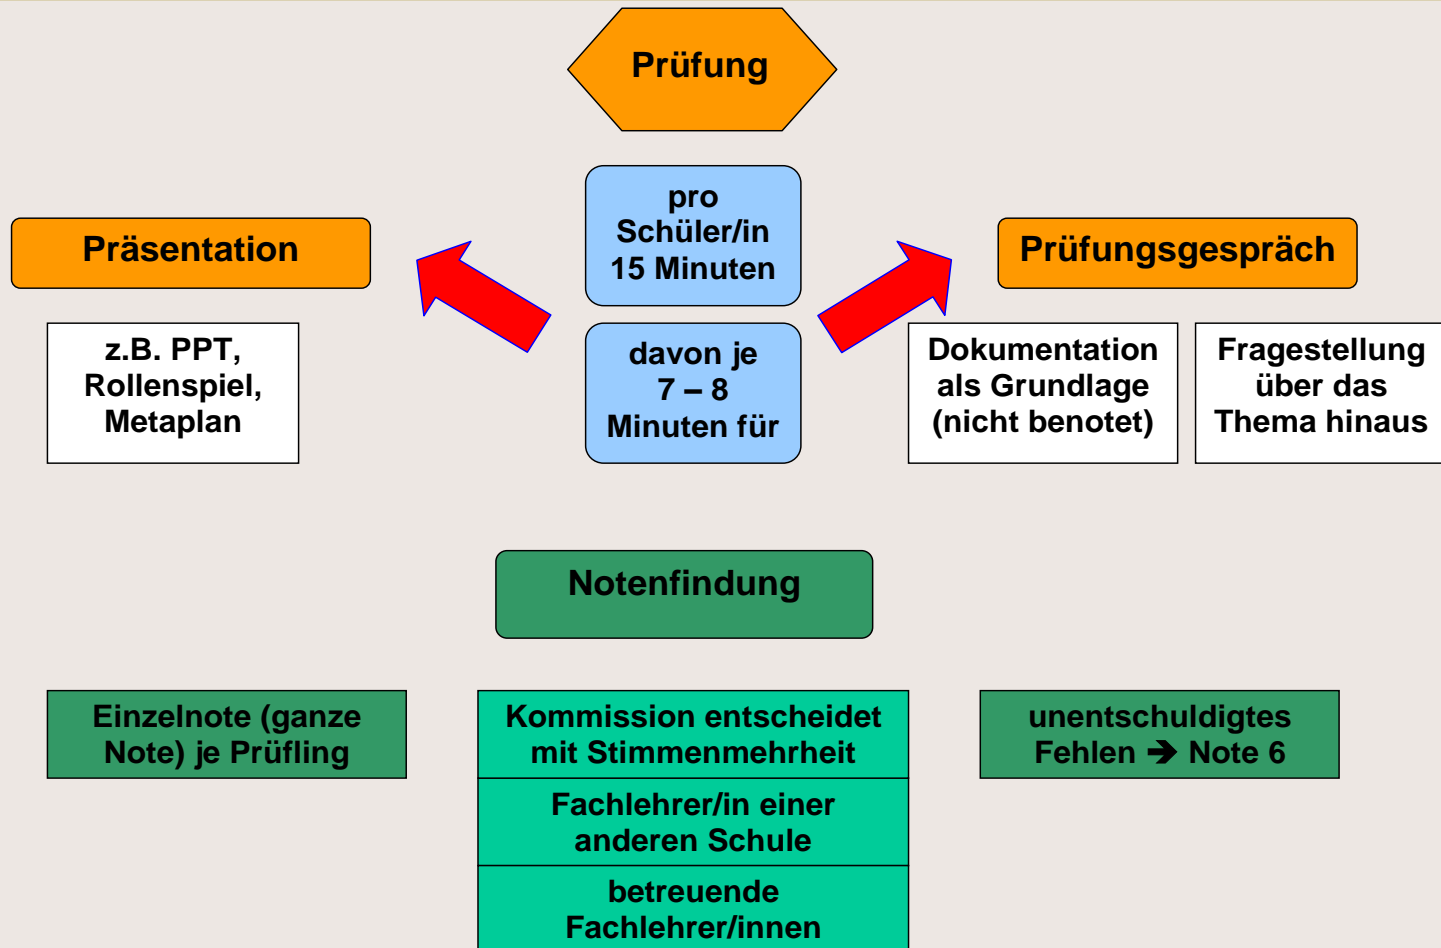 Prüfung
pro
Schüler/in
15 Minuten
Präsentation
Prüfungsgespräch
z.B. PPT,
Rollenspiel,
Metaplan
davon je
7 – 8
Minuten für
Dokumentation
als Grundlage
(nicht benotet)
Fragestellung
über das
Thema hinaus
Notenfindung
Einzelnote (ganze
Note) je Prüfling
Kommission entscheidet
mit Stimmenmehrheit
Fachlehrer/in einer
anderen Schule
betreuende
Fachlehrer/innen
unentschuldigtes
Fehlen ➔ Note 6